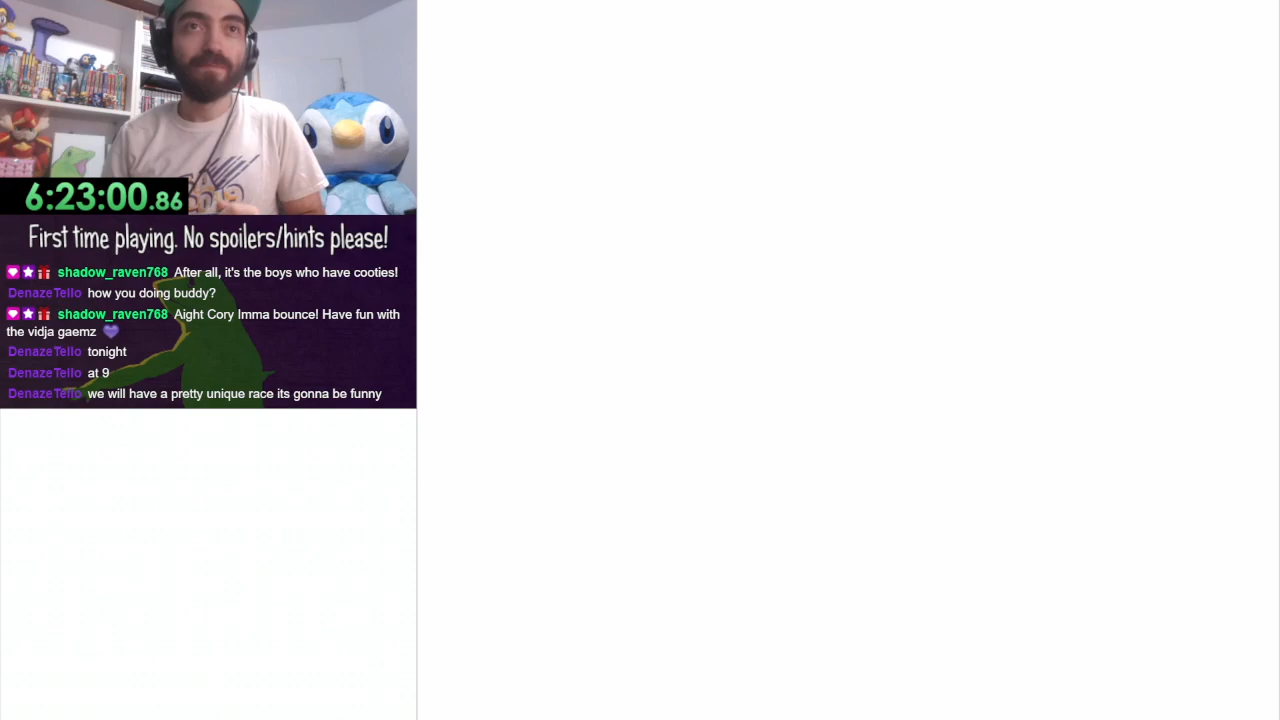 6:23:00.86
First time playing. No spoilers/hints please!
shadow_raven768 After all, it's the boys who have cooties!
DenazeTello how you doing buddy?
shadow_raven768 Aight Cory Imma bounce! Have fun with
the vidja gaemz
DenazeTello tonight
DenazeTello at 9
DenazeTello we will have a pretty unique race its gonna be funny